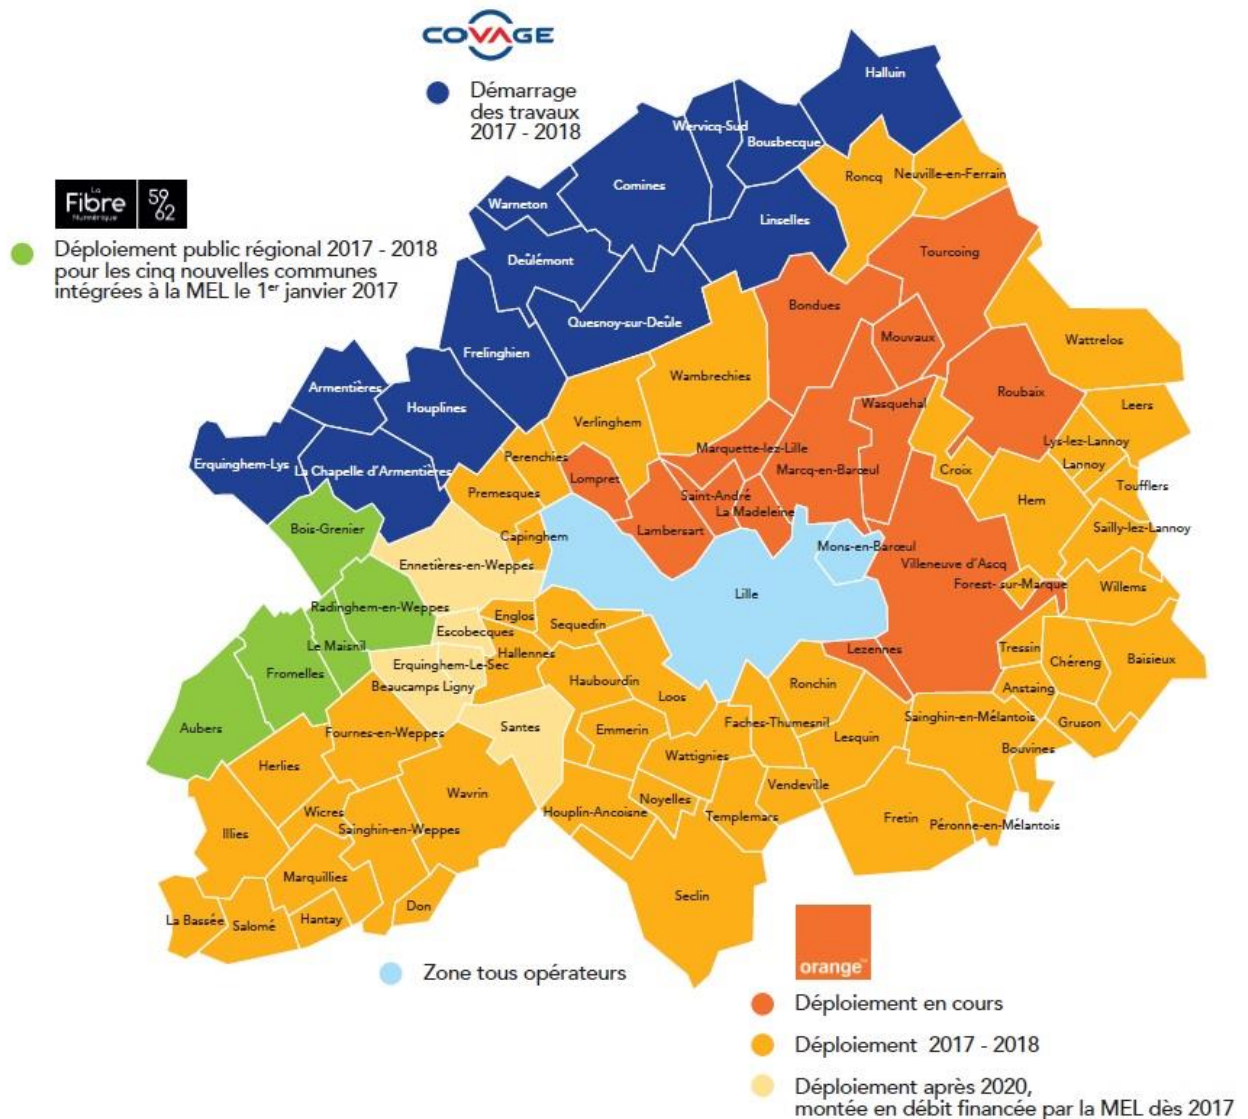 COVAGE
Démarrage
des travaux
2017 - 2018
La
Fibre
Numérique
59
62
Déploiement public régional 2017 - 2018
pour les cinq nouvelles communes
intégrées à la MEL le 1er janvier 2017
Halluin
Wervicq-Sud
Bousbecque
Roncq
Neuville-en-Ferrain
Comines
Warneton
Linselles
Tourcoing
Deûlémont
Bondues
Quesnoy-sur-Deûle
Mouvaux
Wattrelos
Frelinghien
Wambrechies
Armentières
Roubaix
Houplines
Wasquehal
Leers
Verlinghem
Marquette-lez-Lille
Lys-lez-Lannoy
Erquinghem-Lys
La Chapelle d'Armentières
Perenchies
Marcq-en-Barœul
Croix
Lannoy
Lompret
Premesques
Saint-André
Hem
Toufflers
La Madeleine
Bois-Grenier
Lambersart
Sailly-lez-Lannoy
Capinghem
Mons-en-Barœul
Ennetières-en-Weppes
Villeneuve d'Ascq
Forest- sur-Marque
Willems
Lille
Radinghem-en-Weppes
Englos
Sequedin
Escobecques
Le Maisnil
Hallennes
Lezennes
Tressin
Chéreng
Baisieux
Erquinghem-Le-Sec
Fromelles
Haubourdin
Ronchin
Beaucamps Ligny
Loos
Anstaing
Aubers
Santes
Emmerin
Faches-Thumesnil
Sainghin-en-Mélantois
Gruson
Fournes-en-Weppes
Lesquin
Bouvines
Herlies
Wattignies
Wavrin
Vendeville
Noyelles
Wicres
Houplin-Ancoisne
Templemars
Fretin
Péronne-en-Mélantois
Illies
Sainghin-en-Weppes
Marquillies
Seclin
Don
La Bassée
Salomé
Hantay
Zone tous opérateurs
orange
Déploiement en cours
Déploiement 2017 - 2018
Déploiement après 2020,
montée en débit financée par la MEL dès 2017